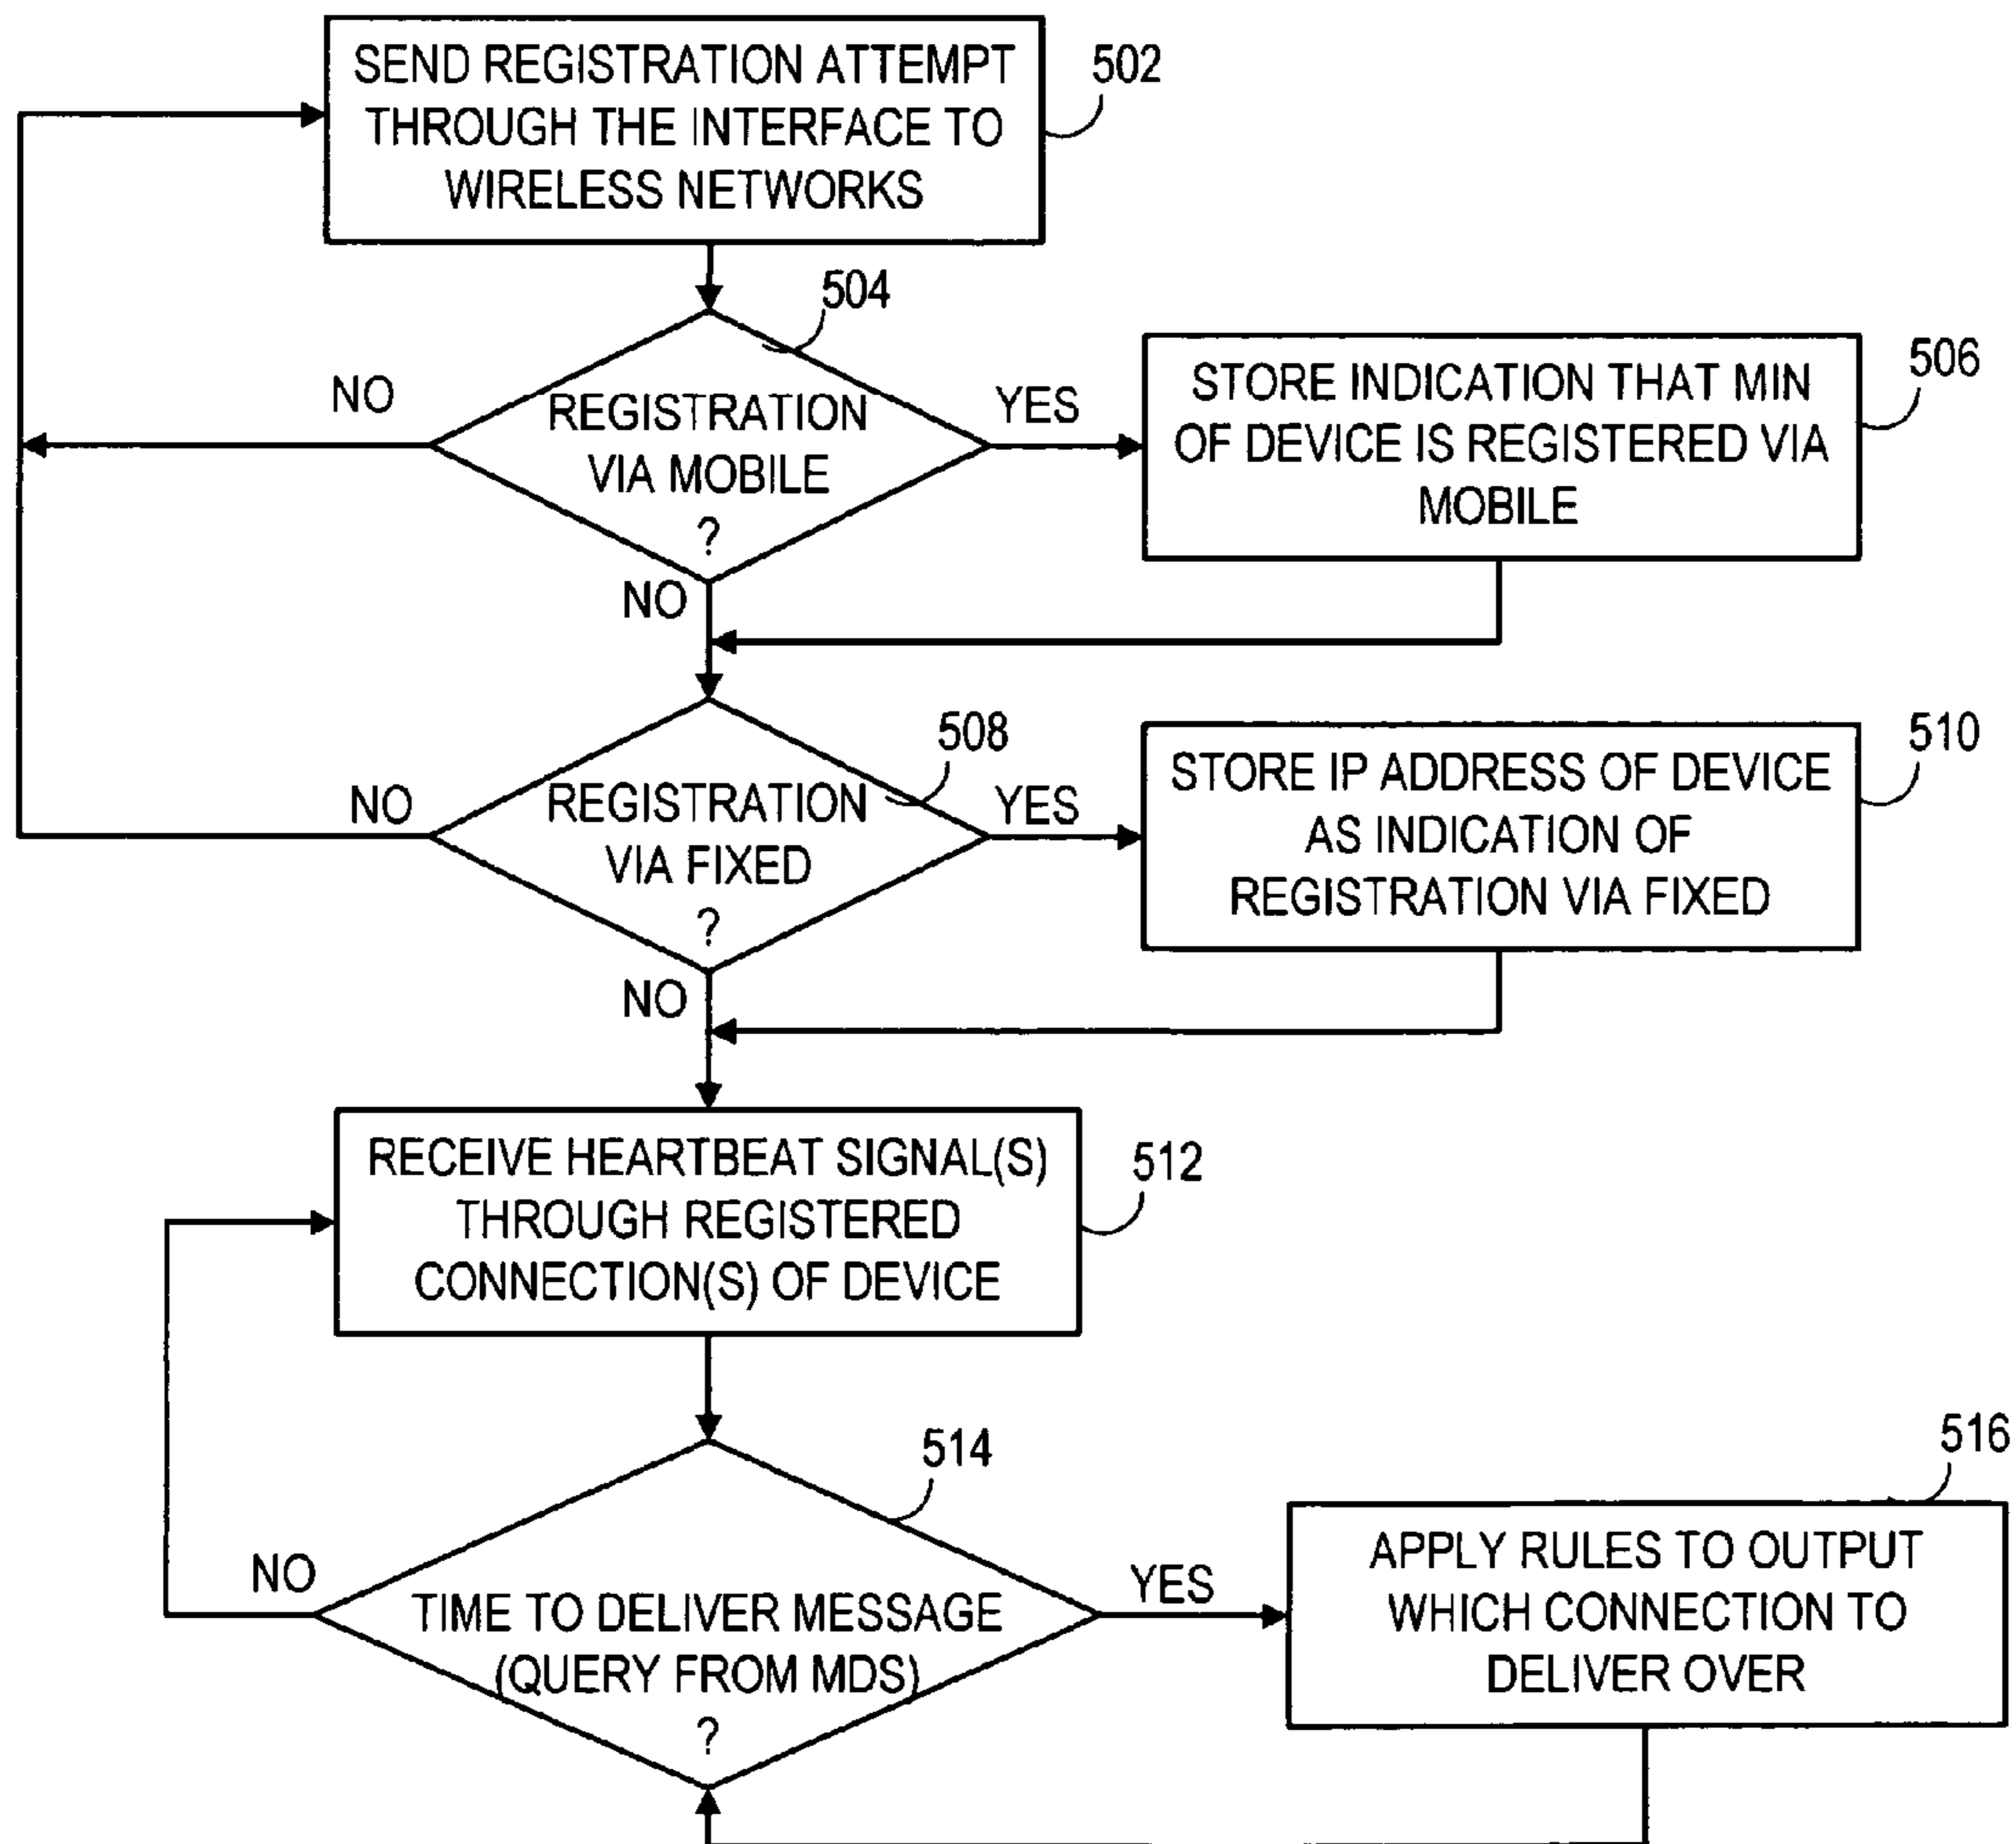 SEND REGISTRATION ATTEMPT
THROUGH THE INTERFACE TO
WIRELESS NETWORKS
502
504
NO
REGISTRATION
VIA MOBILE
?
YES
STORE INDICATION THAT MIN
OF DEVICE IS REGISTERED VIA
MOBILE
506
NO
508
NO
REGISTRATION
VIA FIXED
?
YES
STORE IP ADDRESS OF DEVICE
AS INDICATION OF
REGISTRATION VIA FIXED
510
NO
RECEIVE HEARTBEAT SIGNAL(S)
THROUGH REGISTERED
CONNECTION(S) OF DEVICE
512
514
NO
TIME TO DELIVER MESSAGE
(QUERY FROM MDS)
?
YES
APPLY RULES TO OUTPUT
WHICH CONNECTION TO
DELIVER OVER
516